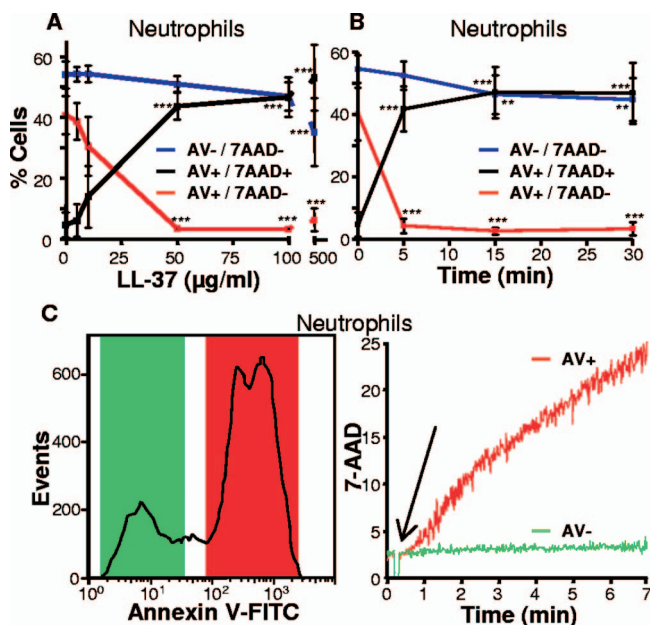 A
Neutrophils
60
40
20
0
% Cells
***
***
***
***
***
***
***
AV- / 7AAD-
AV+ / 7AAD+
AV+ / 7AAD-
0 25 50 75 100 500
LL-37 (µg/ml)
B
Neutrophils
60
40
20
0
***
***
**
***
**
***
***
***
AV- / 7AAD-
AV+ / 7AAD+
AV+ / 7AAD-
0 5 10 15 20 25 30
Time (min)
C
Neutrophils
600
400
200
0
Events
10⁰ 10¹ 10² 10³
Annexin V-FITC
25
20
15
10
5
0
7-AAD
AV+
AV-
0 1 2 3 4 5 6 7
Time (min)